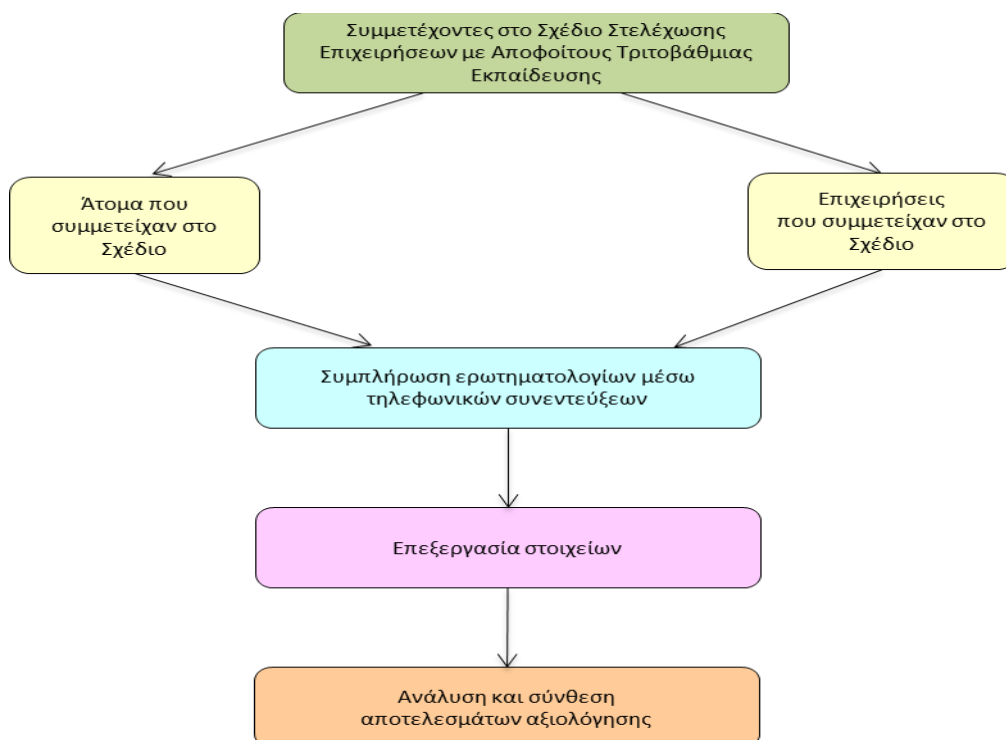 Συμμετέχοντες στο Σχέδιο Στελέχωσης
Επιχειρήσεων με Αποφοίτους Τριτοβάθμιας
Εκπαίδευσης
Άτομα που
συμμετείχαν στο
Σχέδιο
Επιχειρήσεις
που συμμετείχαν στο
Σχέδιο
Συμπλήρωση ερωτηματολογίων μέσω
τηλεφωνικών συνεντεύξεων
Επεξεργασία στοιχείων
Ανάλυση και σύνθεση
αποτελεσμάτων αξιολόγησης